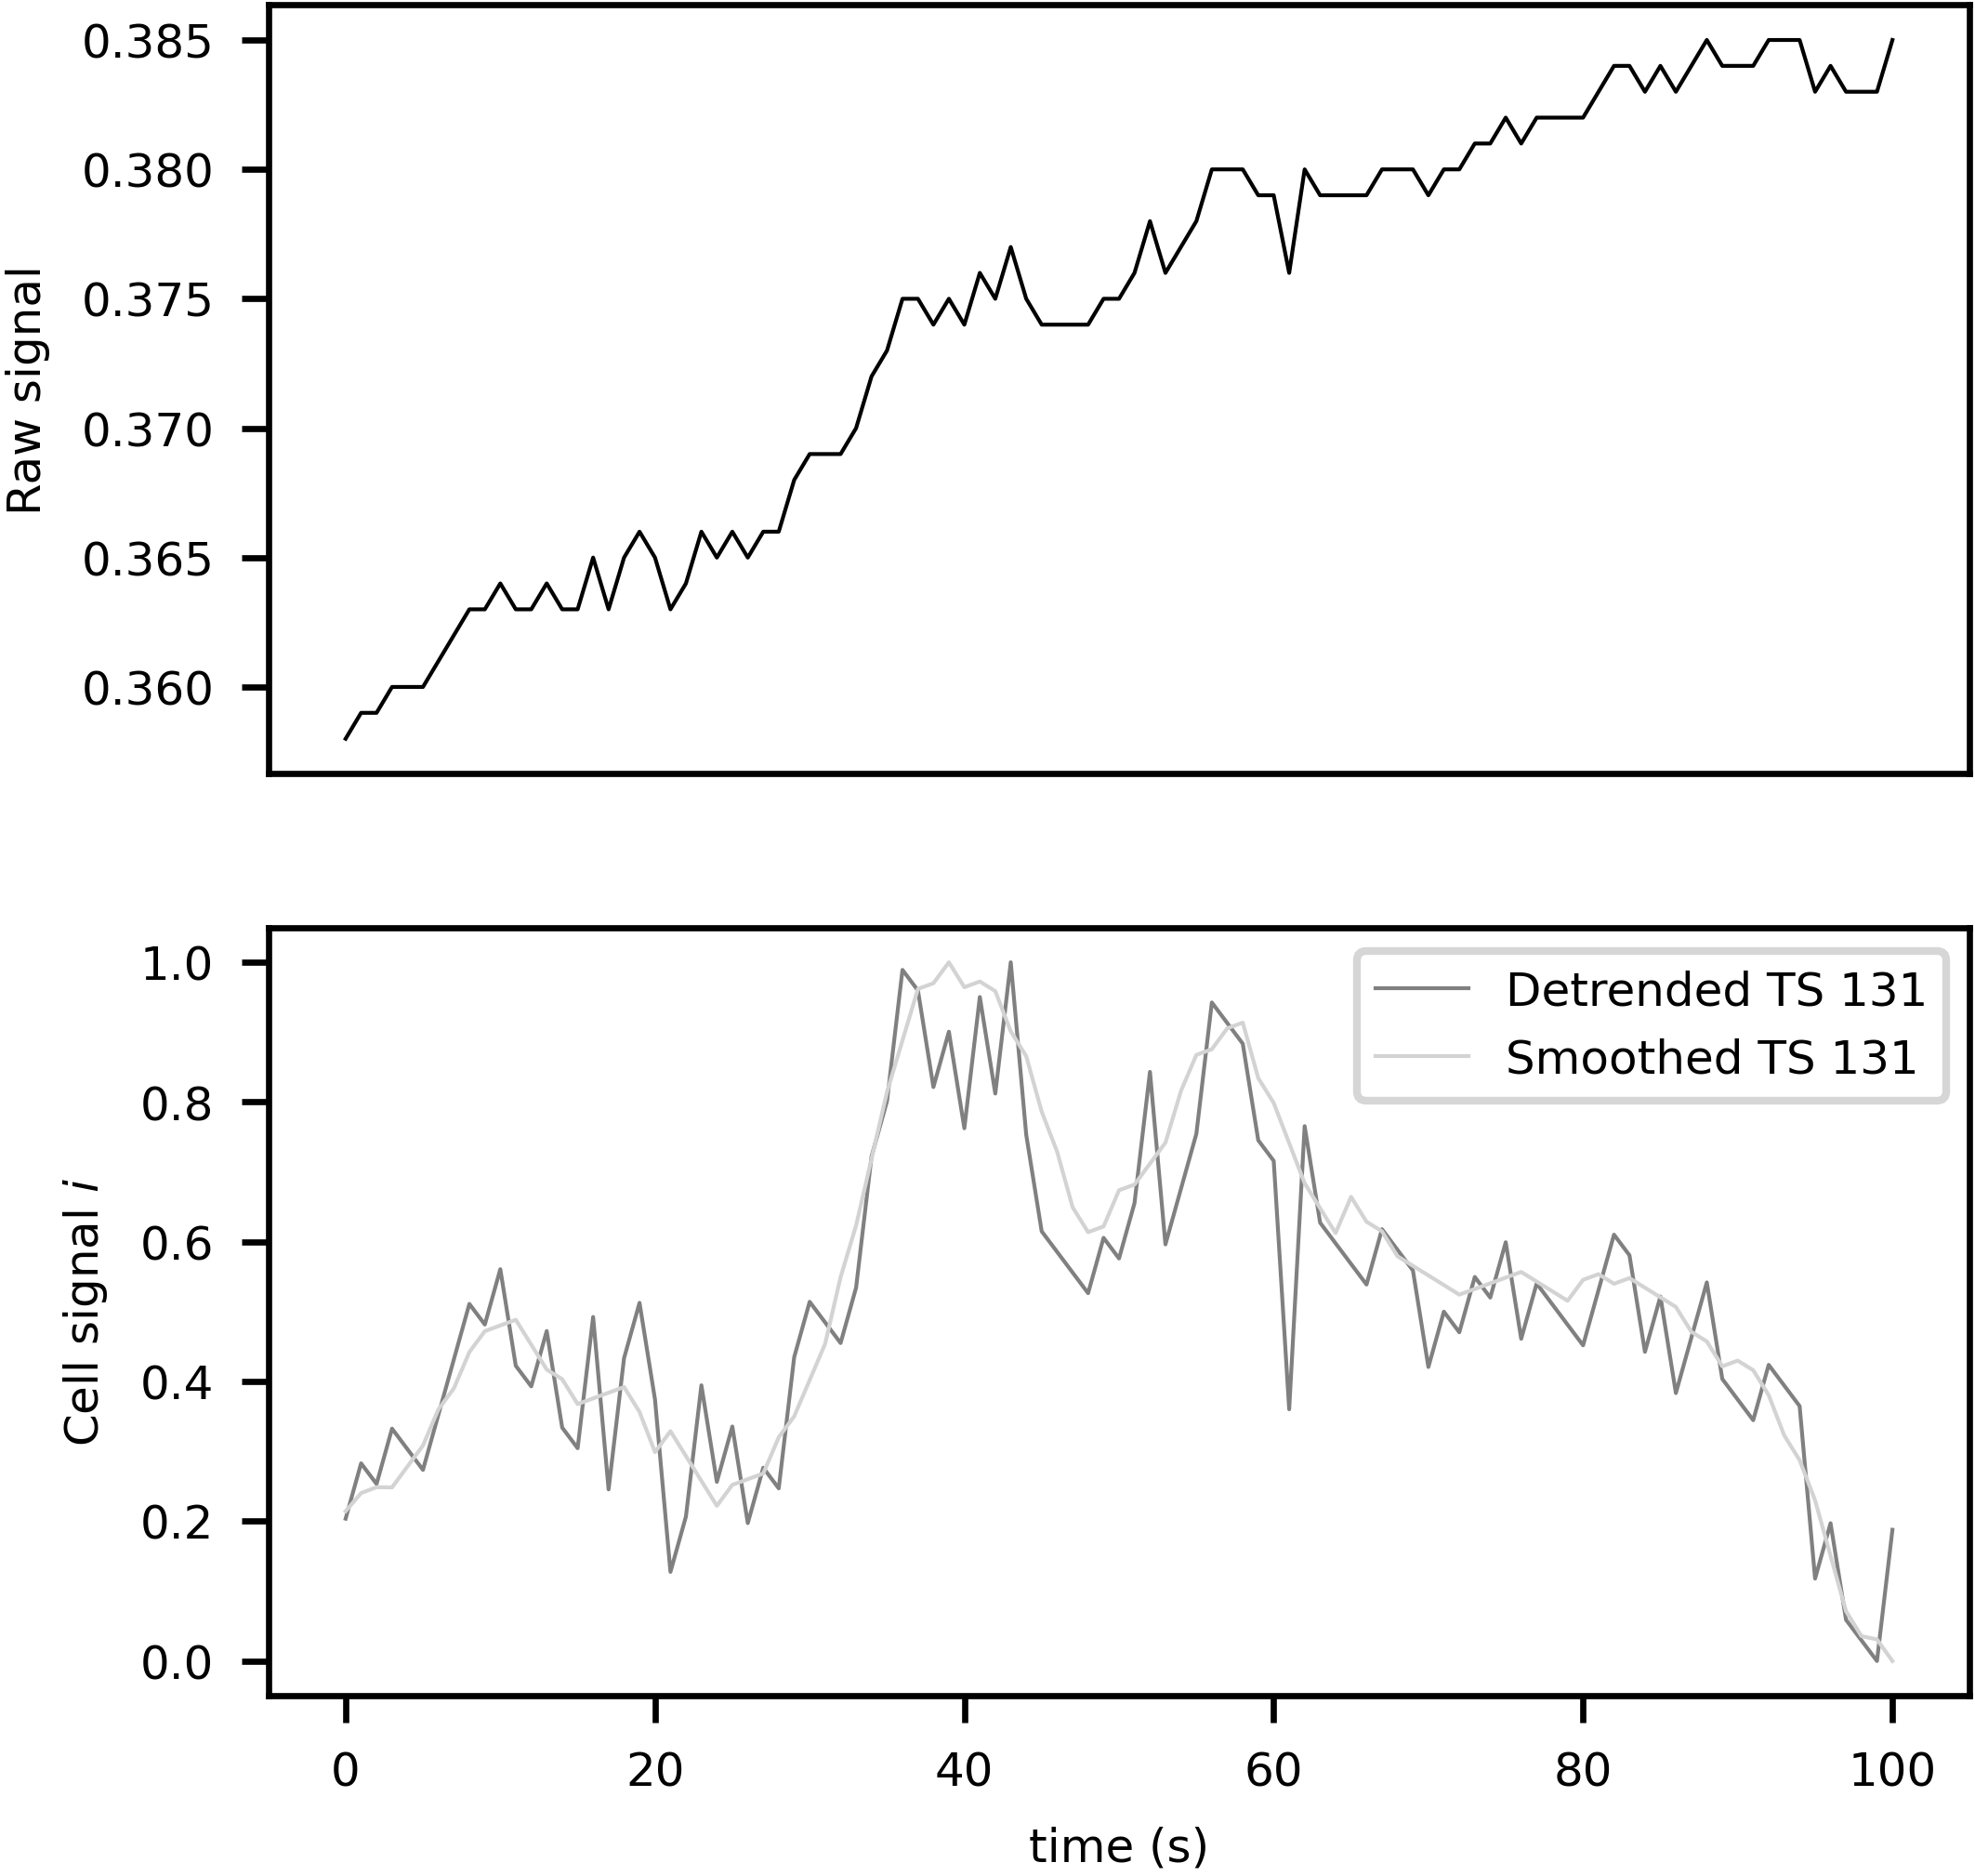 Raw signal
0.385
0.380
0.375
0.370
0.365
0.360
Cell signal i
1.0
0.8
0.6
0.4
0.2
0.0
Detrended TS 131
Smoothed TS 131
0 20 40 60 80 100
time (s)